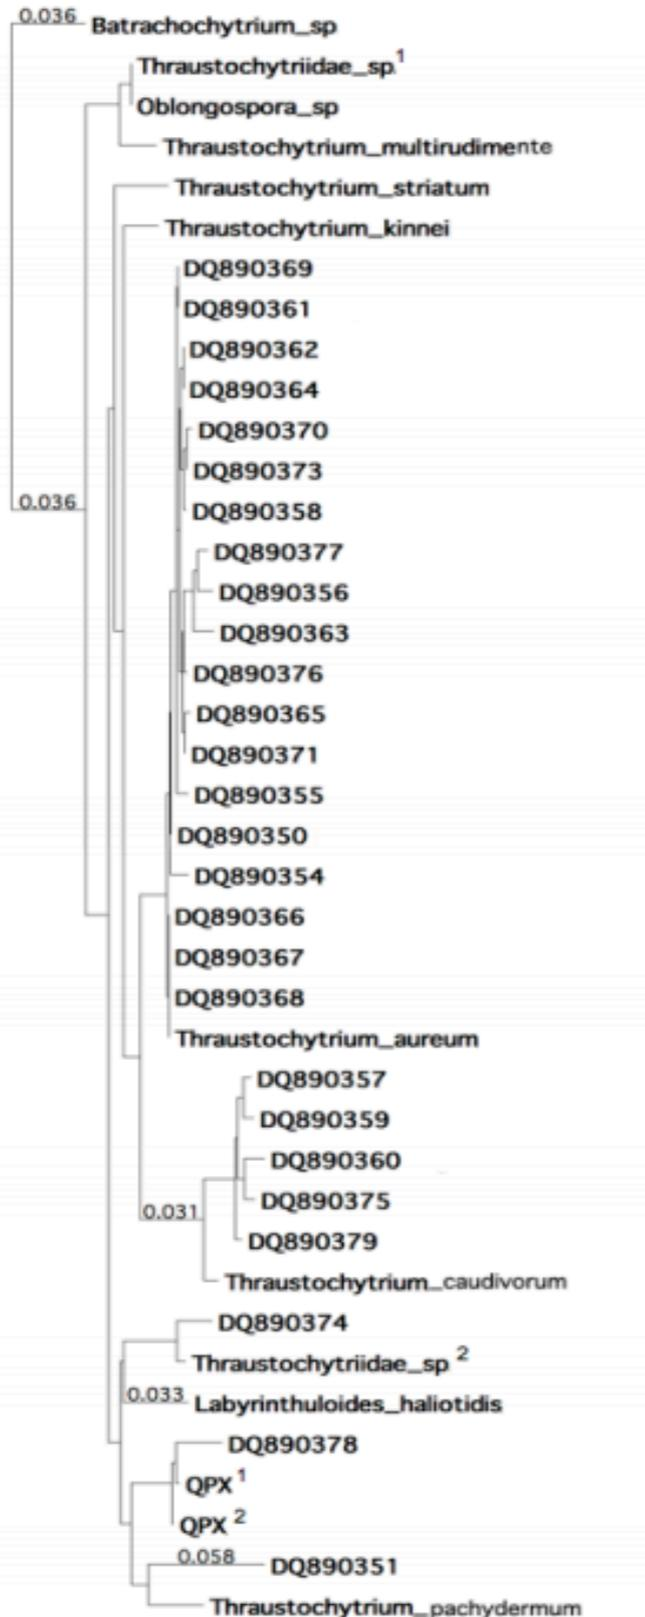 0.036 Batrachochytrium_sp
Thraustochytriidae_sp.¹
Oblongospora_sp
Thraustochytrium_multirudimente
Thraustochytrium_striatum
Thraustochytrium_kinnei
DQ890369
DQ890361
DQ890362
DQ890364
DQ890370
DQ890373
0.036 DQ890358
DQ890377
DQ890356
DQ890363
DQ890376
DQ890365
DQ890371
DQ890355
DQ890350
DQ890354
DQ890366
DQ890367
DQ890368
Thraustochytrium_aureum
DQ890357
DQ890359
DQ890360
DQ890375
0.031
DQ890379
Thraustochytrium_caudivorum
DQ890374
Thraustochytriidae_sp ²
0.033 Labyrinthuloides_haliotidis
DQ890378
QPX ¹
QPX ²
0.058 DQ890351
Thraustochytrium_pachydermum